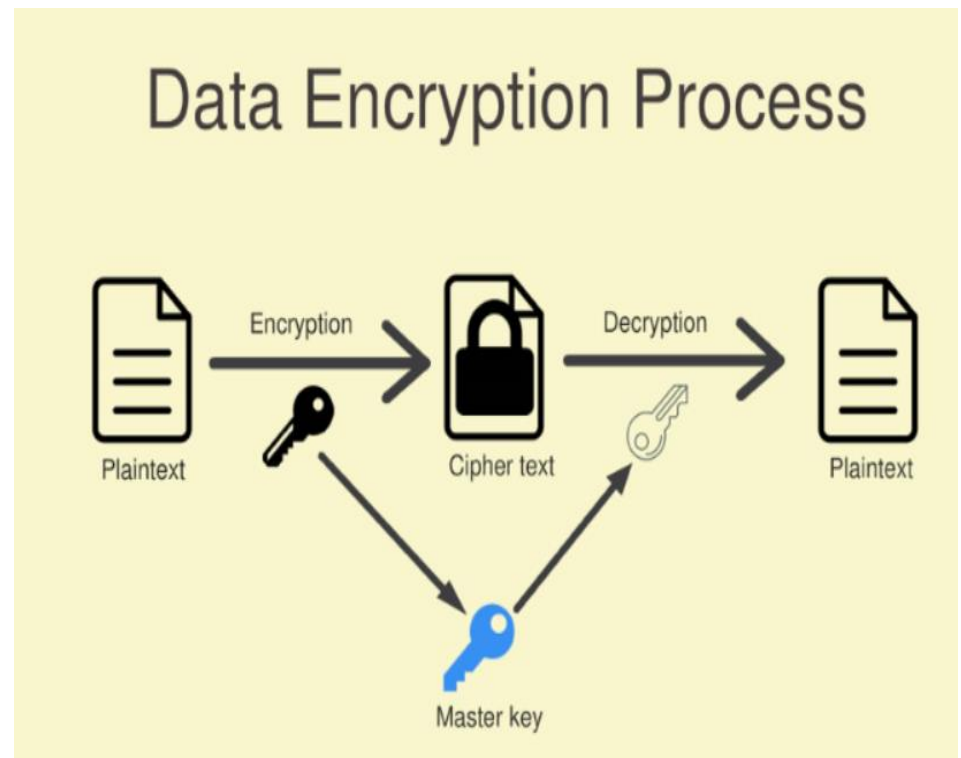 Data Encryption Process
Encryption
Decryption
Plaintext
Cipher text
Plaintext
Master key